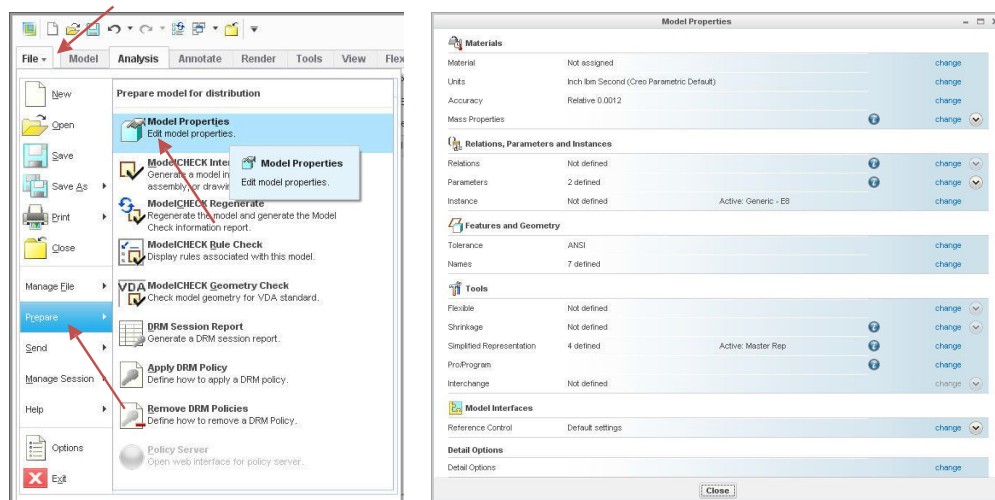 File
Model
Analysis
Annotate
Render
Tools
View
Flex
New
Open
Save
Save As
Print
Close
Manage File
Prepare
Send
Manage Session
Help
Options
Exit
Prepare model for distribution
Model Properties
Edit model properties.
ModelCHECK Inter
Generate a model in
assembly, or drawin
Model Properties
Edit model properties.
ModelCHECK Regenerate
Regenerate the model and generate the Model
Check information report.
ModelCHECK Rule Check
Display rules associated with this model.
VDA
ModelCHECK Geometry Check
Check model geometry for VDA standard.
DRM Session Report
Generate a DRM session report.
Apply DRM Policy
Define how to apply a DRM policy.
Remove DRM Policies
Define how to remove a DRM Policy.
Policy Server
Open web interface for policy server.
Model Properties
Materials
Material Not assigned change
Units Inch lbm Second (Creo Parametric Default) change
Accuracy Relative 0.0012 change
Mass Properties change
Relations, Parameters and Instances
Relations Not defined change
Parameters 2 defined change
Instance Not defined Active: Generic - E8 change
Features and Geometry
Tolerance ANSI change
Names 7 defined change
Tools
Flexible Not defined change
Shrinkage Not defined change
Simplified Representation 4 defined Active: Master Rep change
Pro/Program change
Interchange Not defined change
Model Interfaces
Reference Control Default settings change
Detail Options
Detail Options change
Close